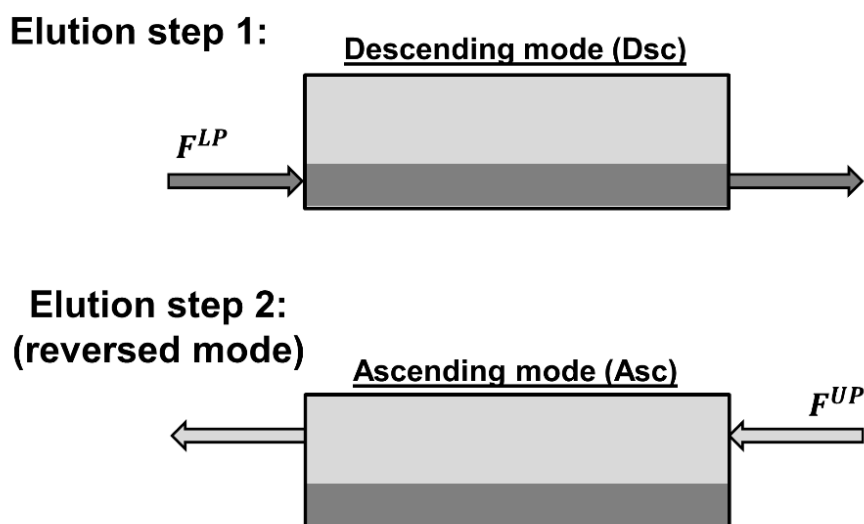 Elution step 1:
Descending mode (Dsc)
F^{LP}
Elution step 2:
(reversed mode)
Ascending mode (Asc)
F^{UP}